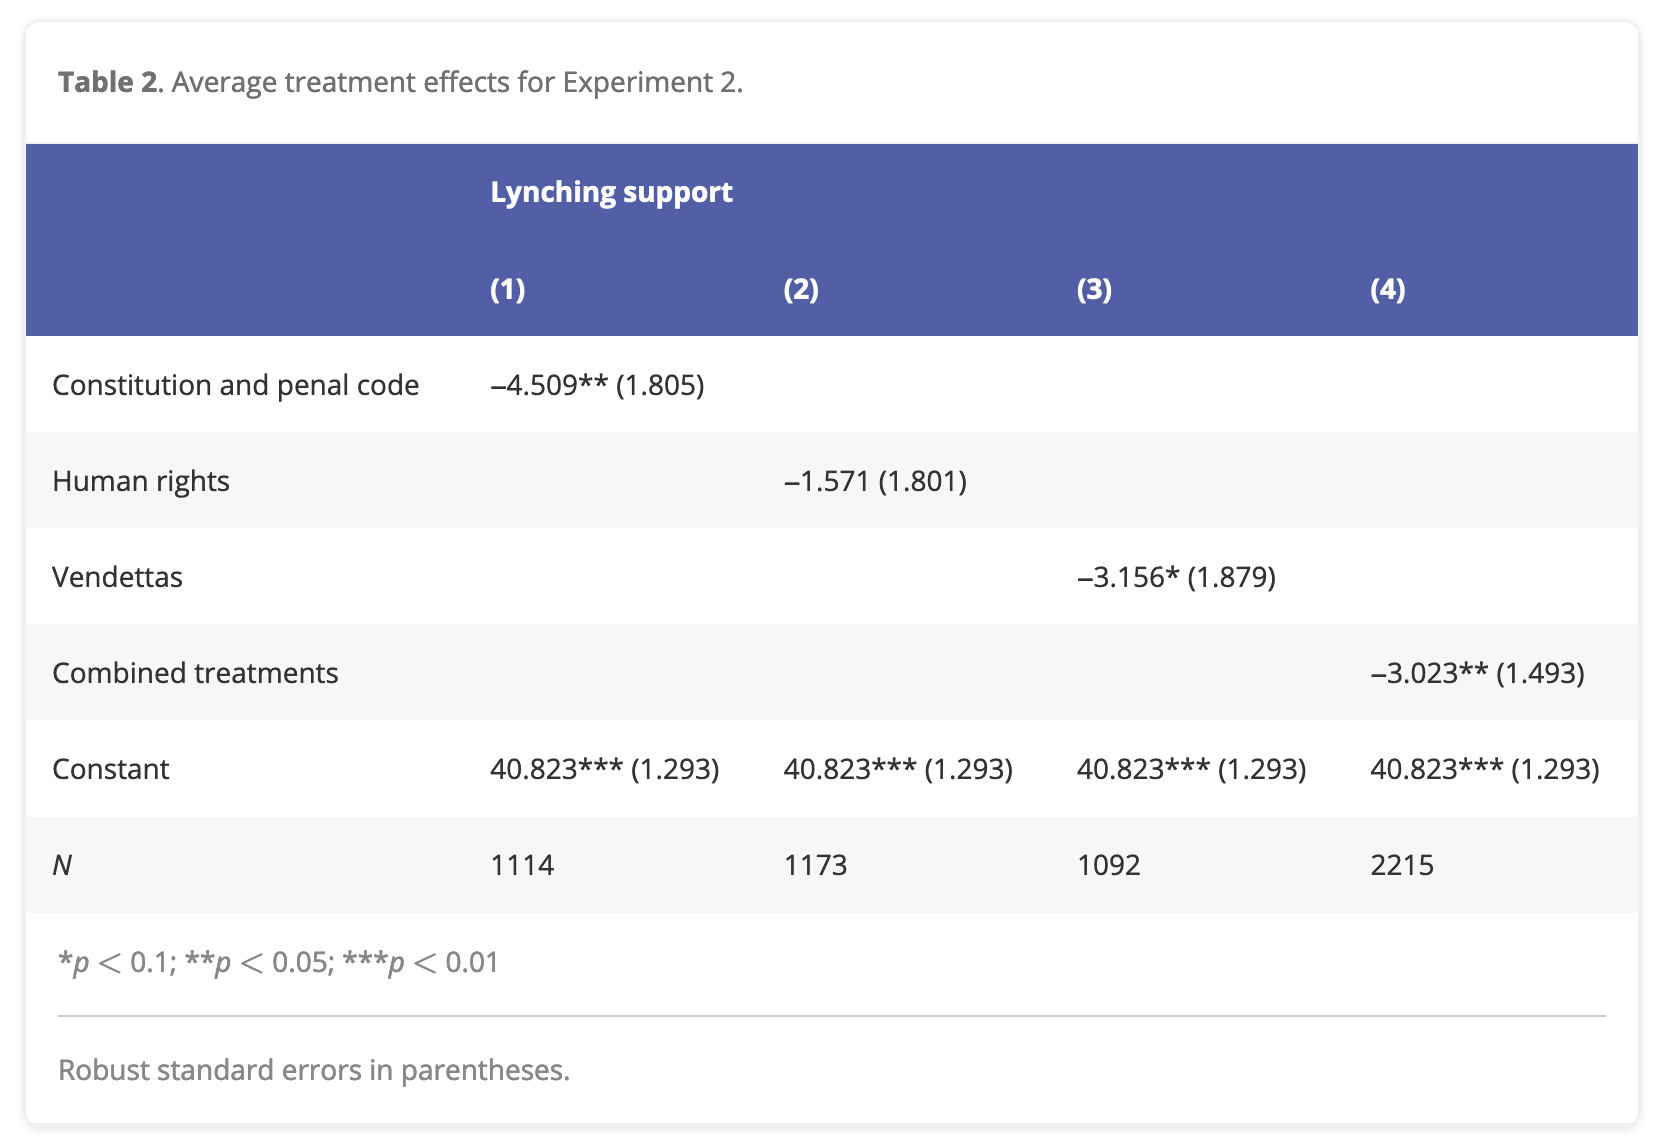 Table 2. Average treatment effects for Experiment 2.
Lynching support
(1) (2) (3) (4)
Constitution and penal code –4.509** (1.805)
Human rights –1.571 (1.801)
Vendettas –3.156* (1.879)
Combined treatments –3.023** (1.493)
Constant 40.823*** (1.293) 40.823*** (1.293) 40.823*** (1.293) 40.823*** (1.293)
N 1114 1173 1092 2215
*p < 0.1; **p < 0.05; ***p < 0.01
Robust standard errors in parentheses.